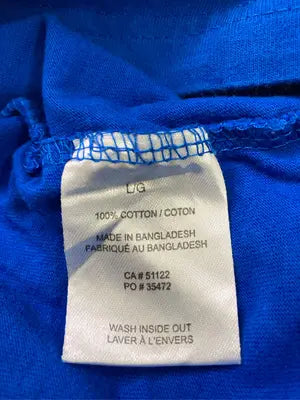 L/G
100% COTTON / COTON
MADE IN BANGLADESH
FABRIQUÉ AU BANGLADESH
CA # 51122
PO # 35472
WASH INSIDE OUT
LAVER À L'ENVERS